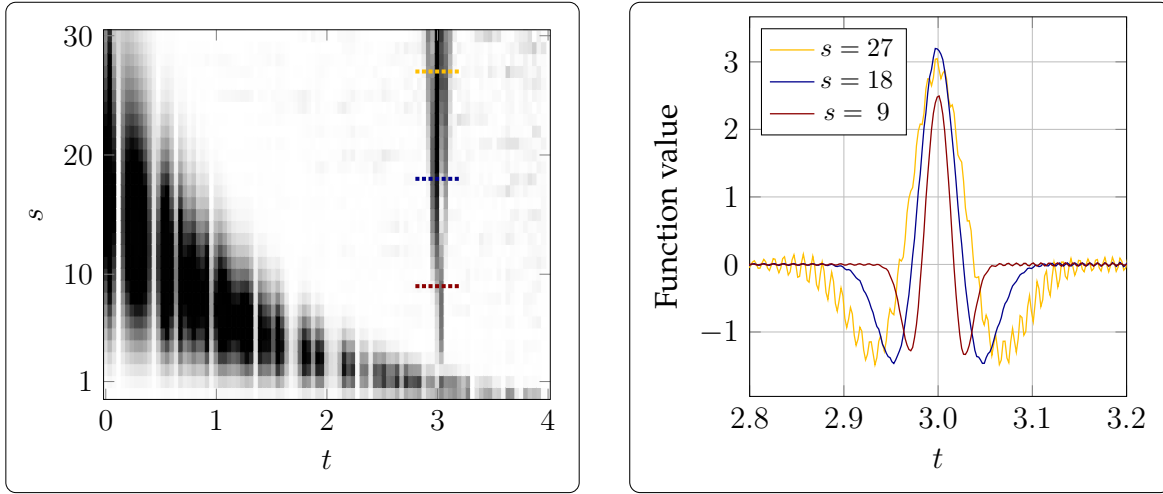 30
20
10
1
s
0 1 2 3 4
t
s = 27
s = 18
s = 9
3
2
1
0
−1
Function value
2.8 2.9 3.0 3.1 3.2
t